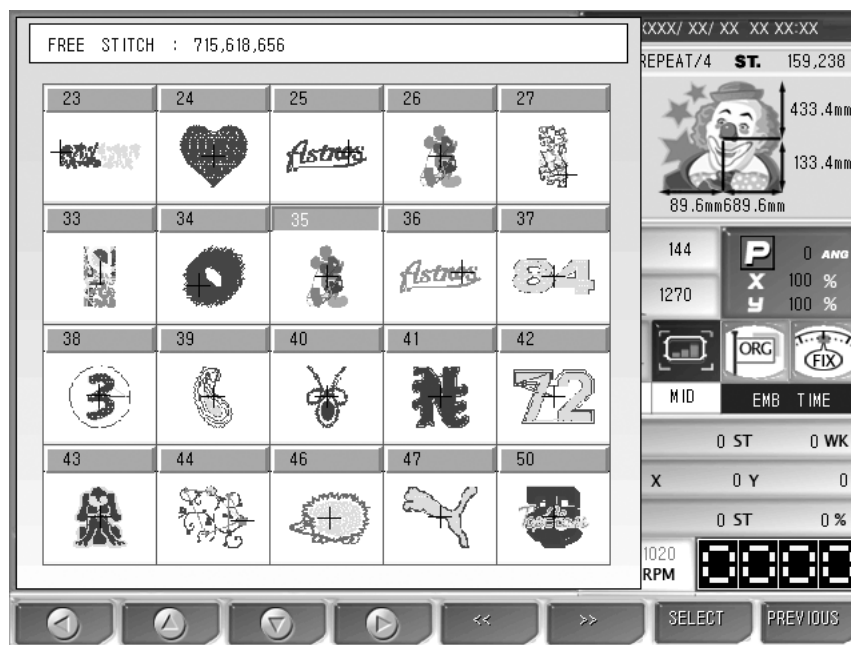 XXXX/ XX/ XX XX XX:XX
FREE STITCH : 715,618,656
REPEAT/4 ST. 159,238
23 24 25 26 27
433.4mm
Astros
133.4mm
89.6mm689.6mm
33 34 35 36 37
144 P 0 ANG
X 100 %
1270 Y 100 %
Astros 84
38 39 40 41 42
ORG FIX
3 72
MID EMB TIME
0 ST 0 WK
43 44 46 47 50
X 0 Y 0
0 ST 0 %
1020
RPM 0000
<< >> SELECT PREVIOUS